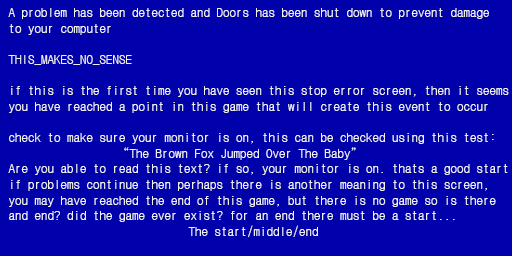 A problem has been detected and Doors has been shut down to prevent damage
to your computer
THIS_MAKES_NO_SENSE
if this is the first time you have seen this stop error screen, then it seems
you have reached a point in this game that will create this event to occur
check to make sure your monitor is on, this can be checked using this test:
“The Brown Fox Jumped Over The Baby”
Are you able to read this text? if so, your monitor is on. thats a good start
if problems continue then perhaps there is another meaning to this screen,
you may have reached the end of this game, but there is no game so is there
and end? did the game ever exist? for an end there must be a start...
The start/middle/end